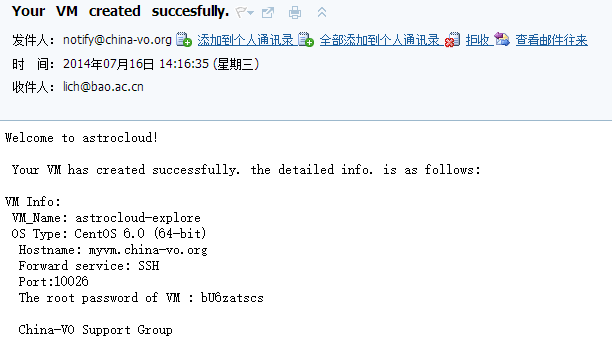 Your VM created succesfully.
发件人：notify@china-vo.org 添加到个人通讯录 全部添加到个人通讯录 拒收 查看邮件往来
时 间：2014年07月16日 14:16:35 (星期三)
收件人：lich@bao.ac.cn
Welcome to astrocloud!
Your VM has created successfully. the detailed info. is as follows:
VM Info:
VM_Name: astrocloud-explore
OS Type: CentOS 6.0 (64-bit)
Hostname: myvm.china-vo.org
Forward service: SSH
Port:10026
The root password of VM : bU6zatscs
China-VO Support Group